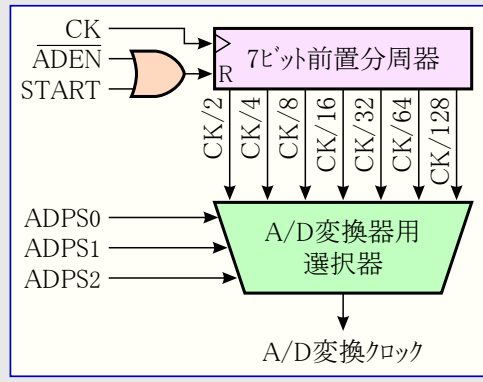 CK
ADEN
START
R
7ビット前置分周器
CK/2
CK/4
CK/8
CK/16
CK/32
CK/64
CK/128
ADPS0
ADPS1
ADPS2
A/D変換器用
選択器
A/D変換クロック